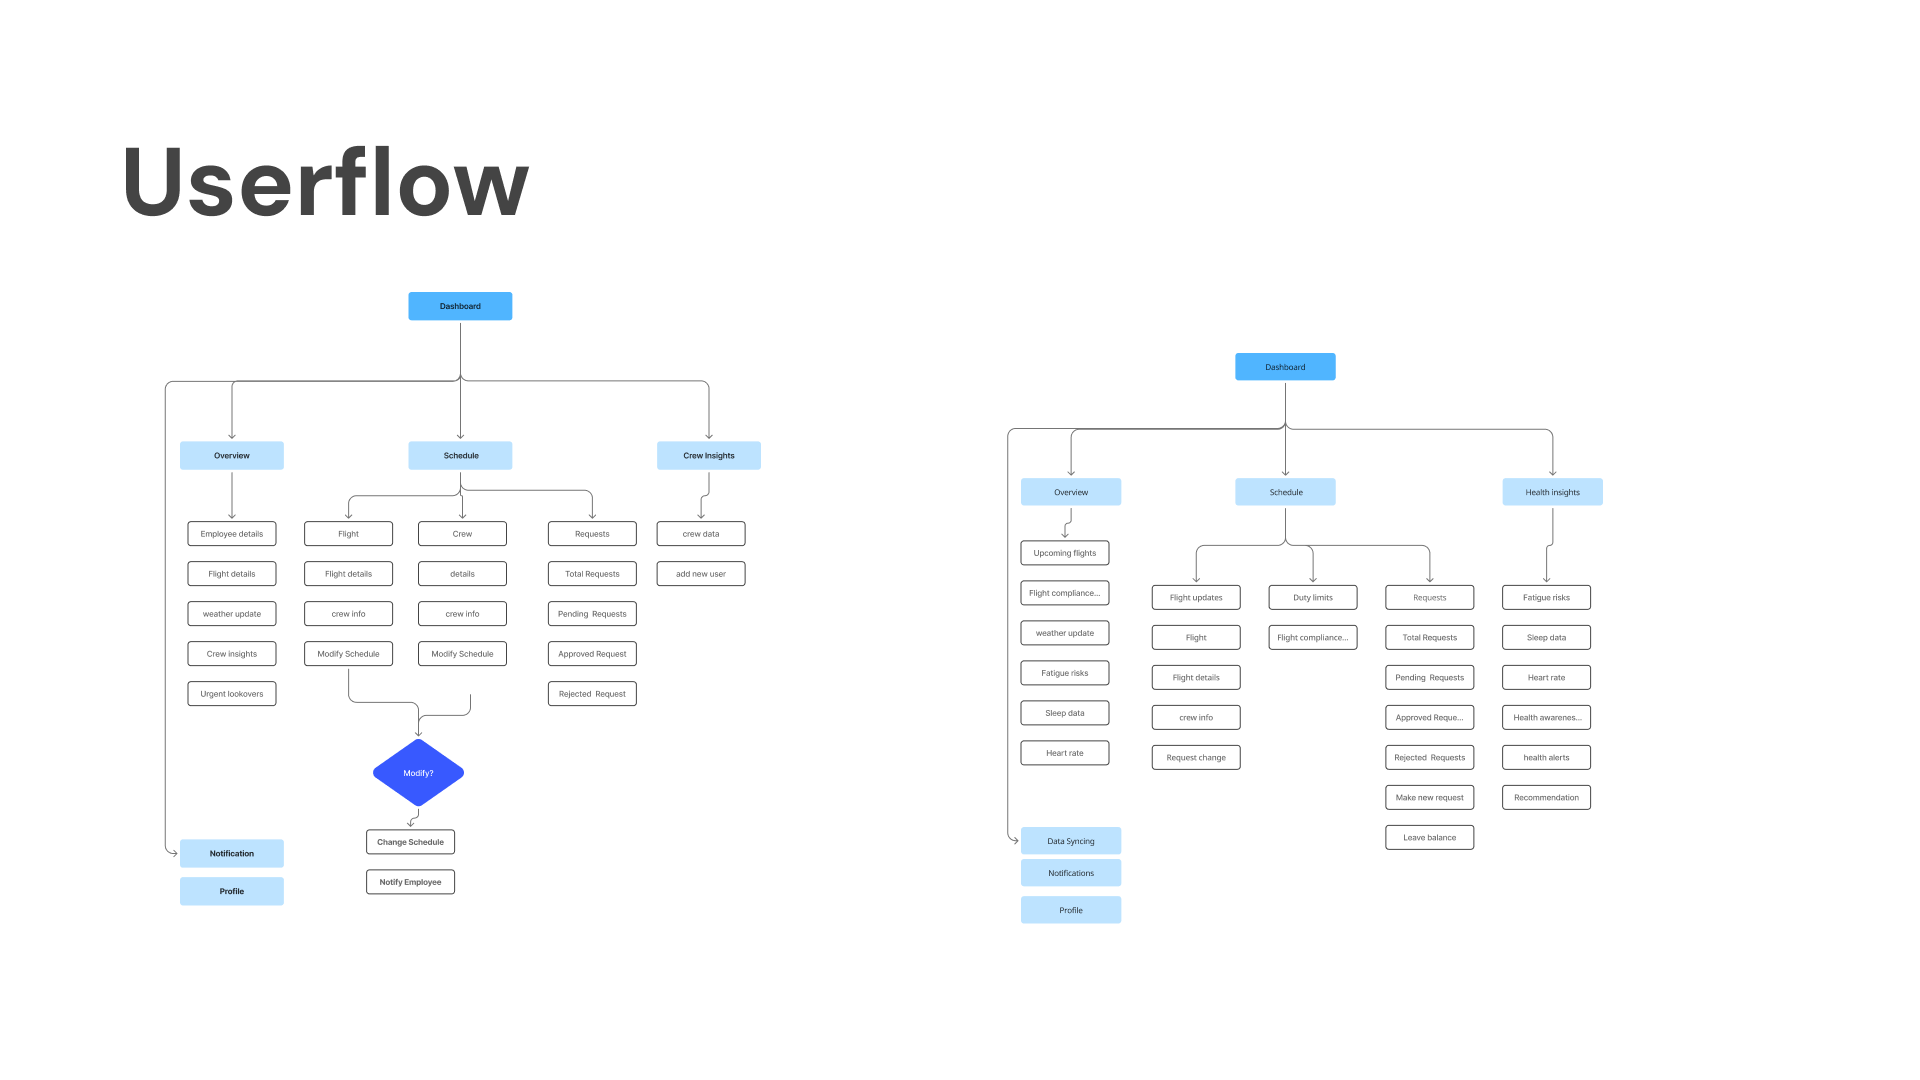 Userflow
Dashboard
Overview
Schedule
Crew Insights
Employee details
Flight
Crew
Requests
crew data
Flight details
Flight details
details
Total Requests
add new user
weather update
crew info
crew info
Pending Requests
Crew insights
Modify Schedule
Modify Schedule
Approved Request
Urgent lookovers
Rejected Request
Modify?
Change Schedule
Notify Employee
Notification
Profile
Dashboard
Overview
Schedule
Health insights
Upcoming flights
Flight compliance...
weather update
Fatigue risks
Sleep data
Heart rate
Flight updates
Flight
Flight details
crew info
Request change
Duty limits
Flight compliance...
Requests
Total Requests
Pending Requests
Approved Reque...
Rejected Requests
Make new request
Leave balance
Fatigue risks
Sleep data
Heart rate
Health awarenes...
health alerts
Recommendation
Data Syncing
Notifications
Profile